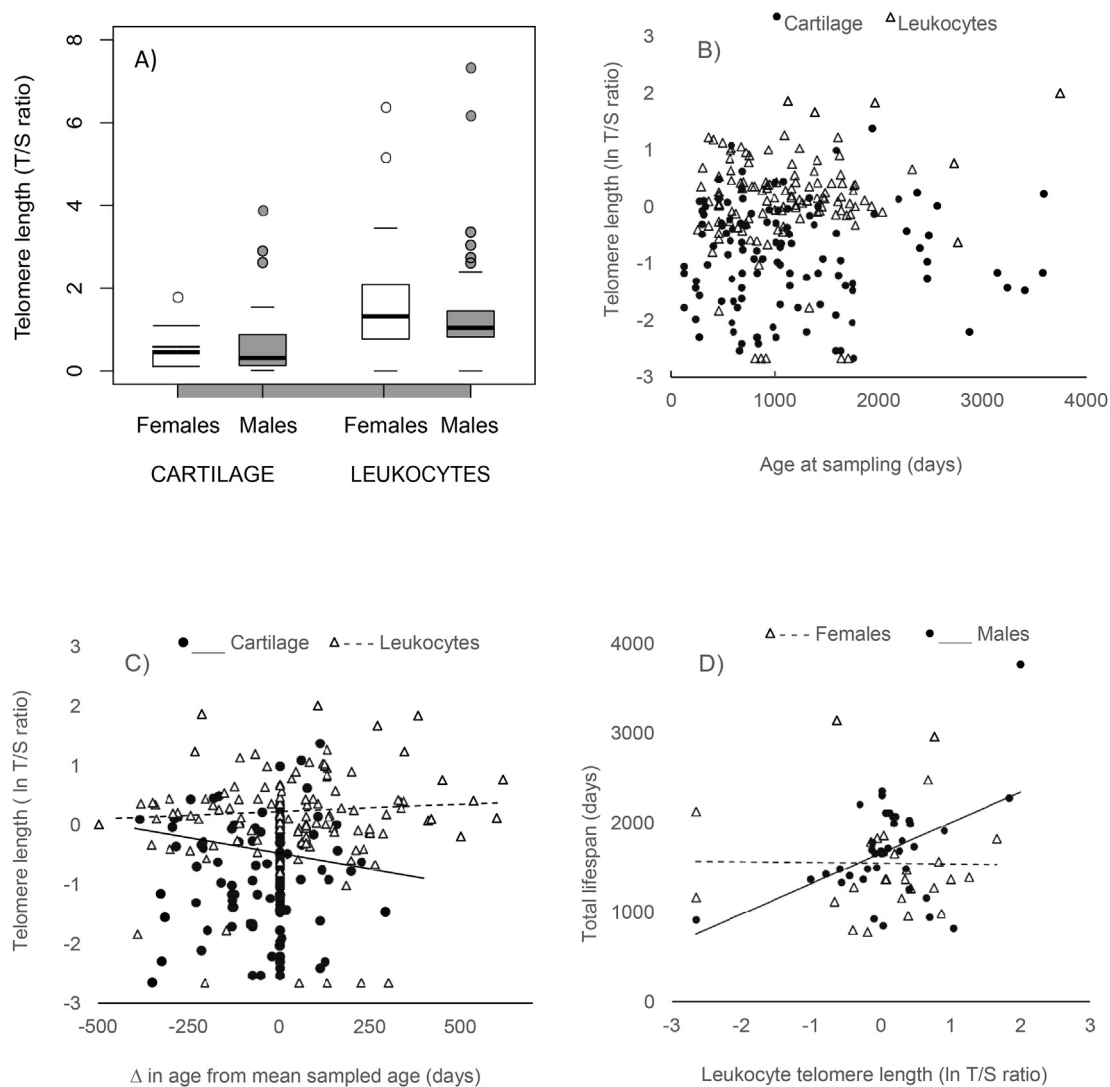 A)
Telomere length (T/S ratio)
8
6
4
2
0
Females Males Females Males
CARTILAGE LEUKOCYTES
B)
Cartilage Leukocytes
Telomere length (ln T/S ratio)
3
2
1
0
-1
-2
-3
0 1000 2000 3000 4000
Age at sampling (days)
C)
Cartilage Leukocytes
Telomere length ( ln T/S ratio)
3
2
1
0
-1
-2
-3
-500 -250 0 250 500
Δ in age from mean sampled age (days)
D)
Females Males
Total lifespan (days)
4000
3000
2000
1000
0
-3 -2 -1 0 1 2 3
Leukocyte telomere length (ln T/S ratio)